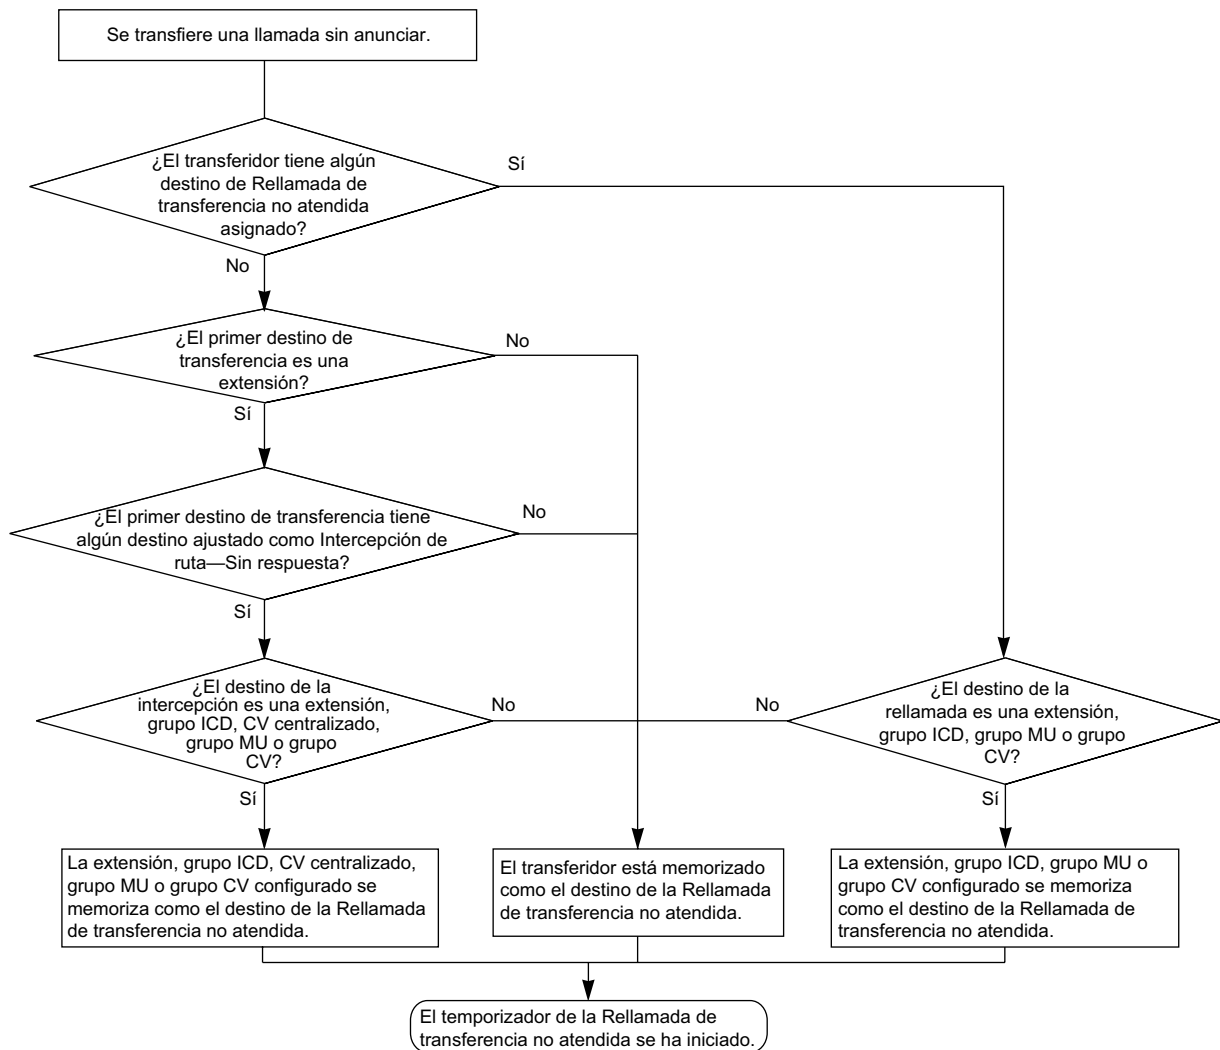 Se transfiere una llamada sin anunciar.
¿El transferidor tiene algún
destino de Rellamada de
transferencia no atendida
asignado?
Sí
No
¿El primer destino de
transferencia es una
extensión?
No
Sí
¿El primer destino de transferencia tiene
algún destino ajustado como Intercepción de
ruta—Sin respuesta?
No
Sí
¿El destino de la
intercepción es una extensión,
grupo ICD, CV centralizado,
grupo MU o grupo
CV?
No
Sí
No
¿El destino de la
rellamada es una extensión,
grupo ICD, grupo MU o grupo
CV?
Sí
La extensión, grupo ICD, CV centralizado,
grupo MU o grupo CV configurado se
memoriza como el destino de la Rellamada
de transferencia no atendida.
El transferidor está memorizado
como el destino de la Rellamada
de transferencia no atendida.
La extensión, grupo ICD, grupo MU o
grupo CV configurado se memoriza
como el destino de la Rellamada de
transferencia no atendida.
El temporizador de la Rellamada de
transferencia no atendida se ha iniciado.